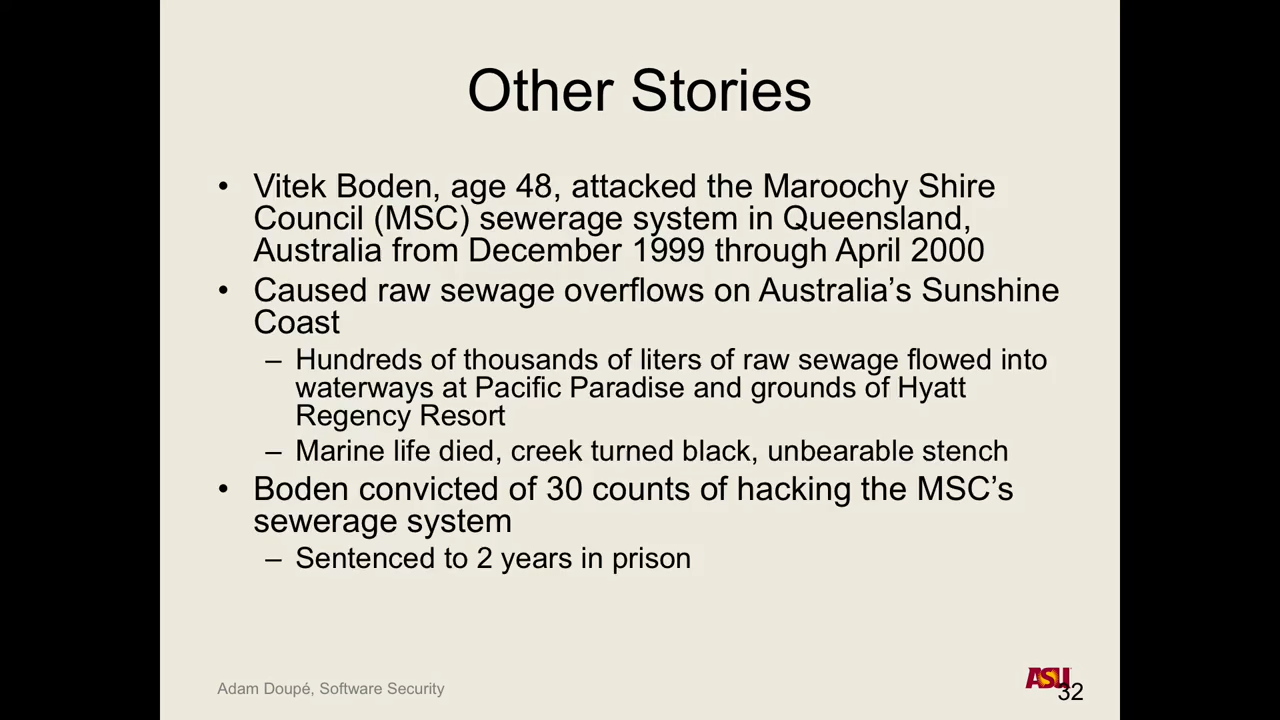 Other Stories
• Vitek Boden, age 48, attacked the Maroochy Shire
Council (MSC) sewerage system in Queensland,
Australia from December 1999 through April 2000
• Caused raw sewage overflows on Australia’s Sunshine
Coast
– Hundreds of thousands of liters of raw sewage flowed into
waterways at Pacific Paradise and grounds of Hyatt
Regency Resort
– Marine life died, creek turned black, unbearable stench
• Boden convicted of 30 counts of hacking the MSC’s
sewerage system
– Sentenced to 2 years in prison
Adam Doupé, Software Security
ASU
32